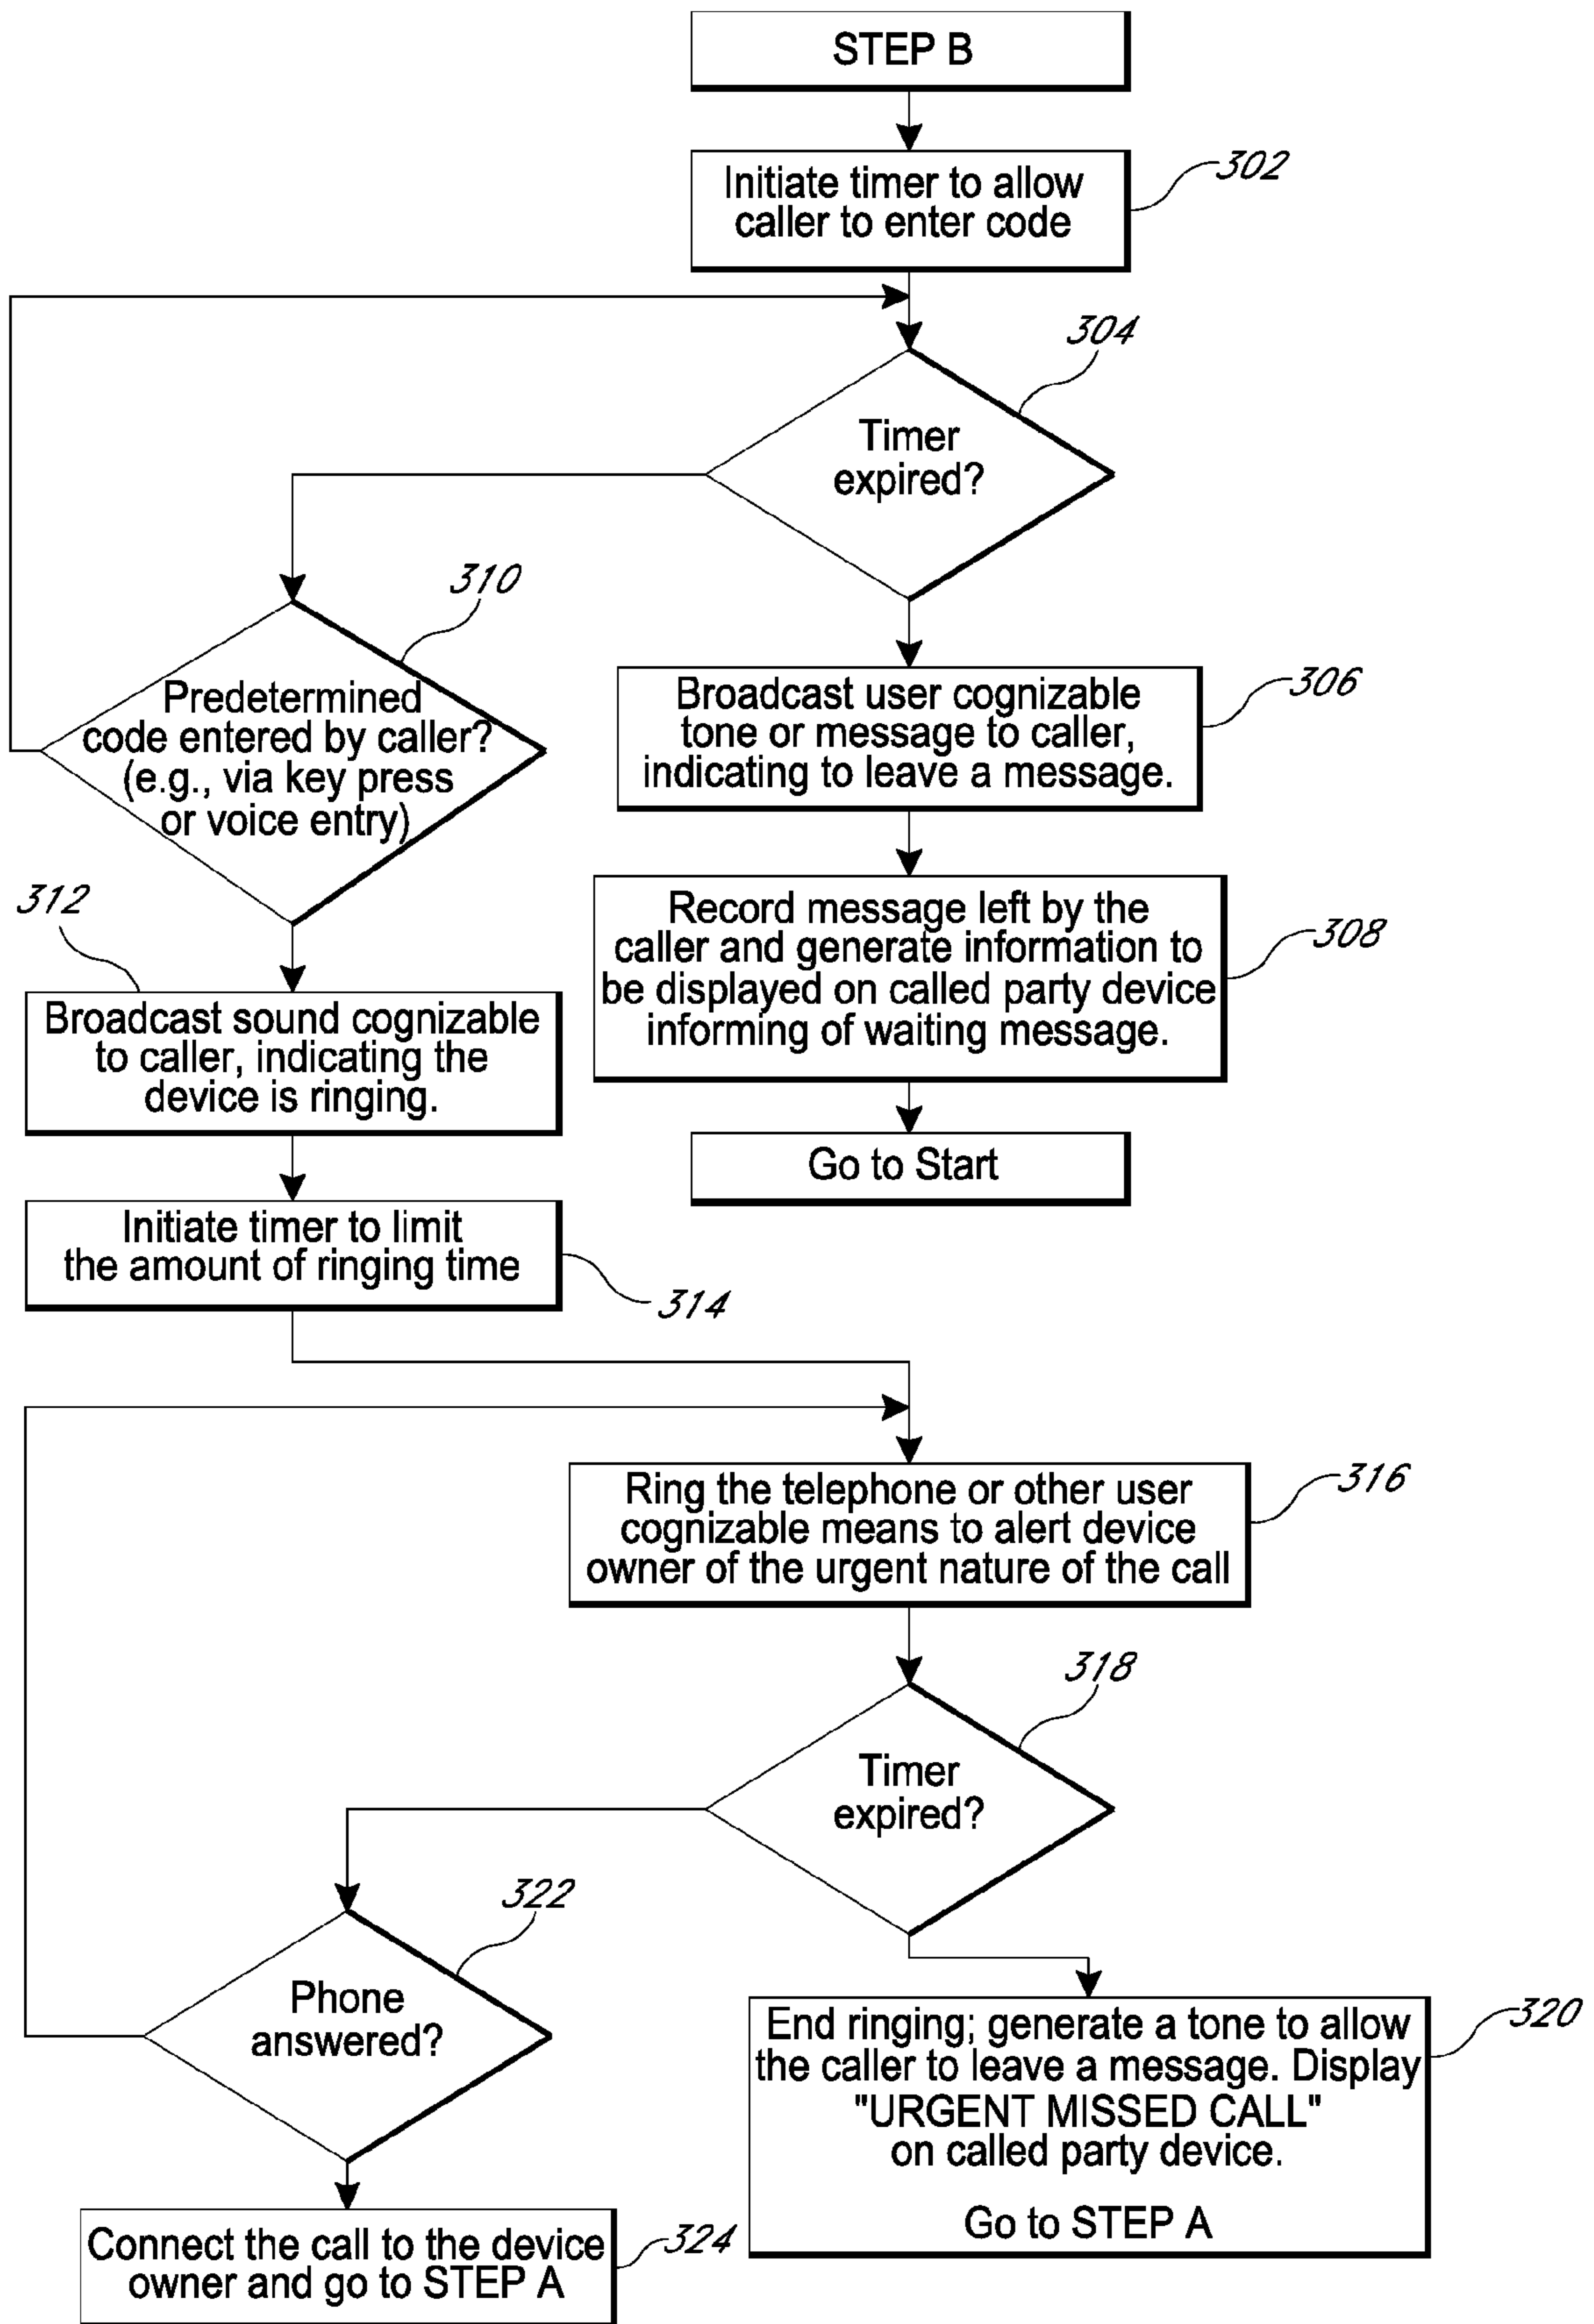 STEP B
Initiate timer to allow
caller to enter code
302
304
Timer
expired?
310
Predetermined
code entered by caller?
(e.g., via key press
or voice entry)
Broadcast user cognizable
tone or message to caller,
indicating to leave a message.
306
312
Record message left by the
caller and generate information to
be displayed on called party device
informing of waiting message.
308
Broadcast sound cognizable
to caller, indicating the
device is ringing.
Go to Start
Initiate timer to limit
the amount of ringing time
314
Ring the telephone or other user
cognizable means to alert device
owner of the urgent nature of the call
316
318
Timer
expired?
322
Phone
answered?
End ringing; generate a tone to allow
the caller to leave a message. Display
"URGENT MISSED CALL"
on called party device.
Go to STEP A
320
Connect the call to the device
owner and go to STEP A
324